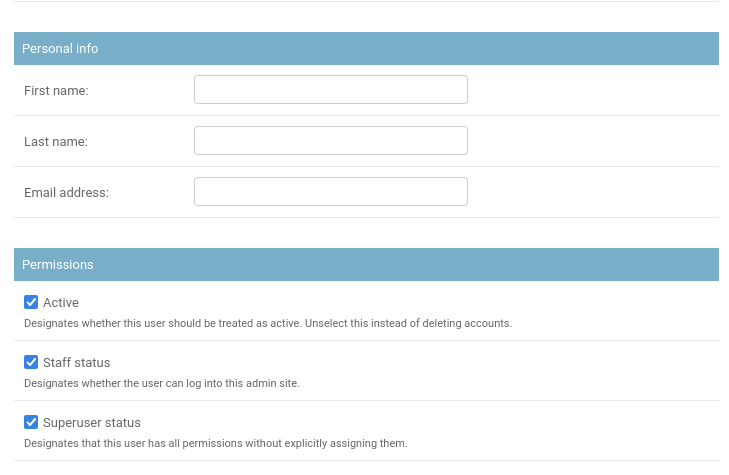 Personal info
First name:
Last name:
Email address:
Permissions
Active
Designates whether this user should be treated as active. Unselect this instead of deleting accounts.
Staff status
Designates whether the user can log into this admin site.
Superuser status
Designates that this user has all permissions without explicitly assigning them.